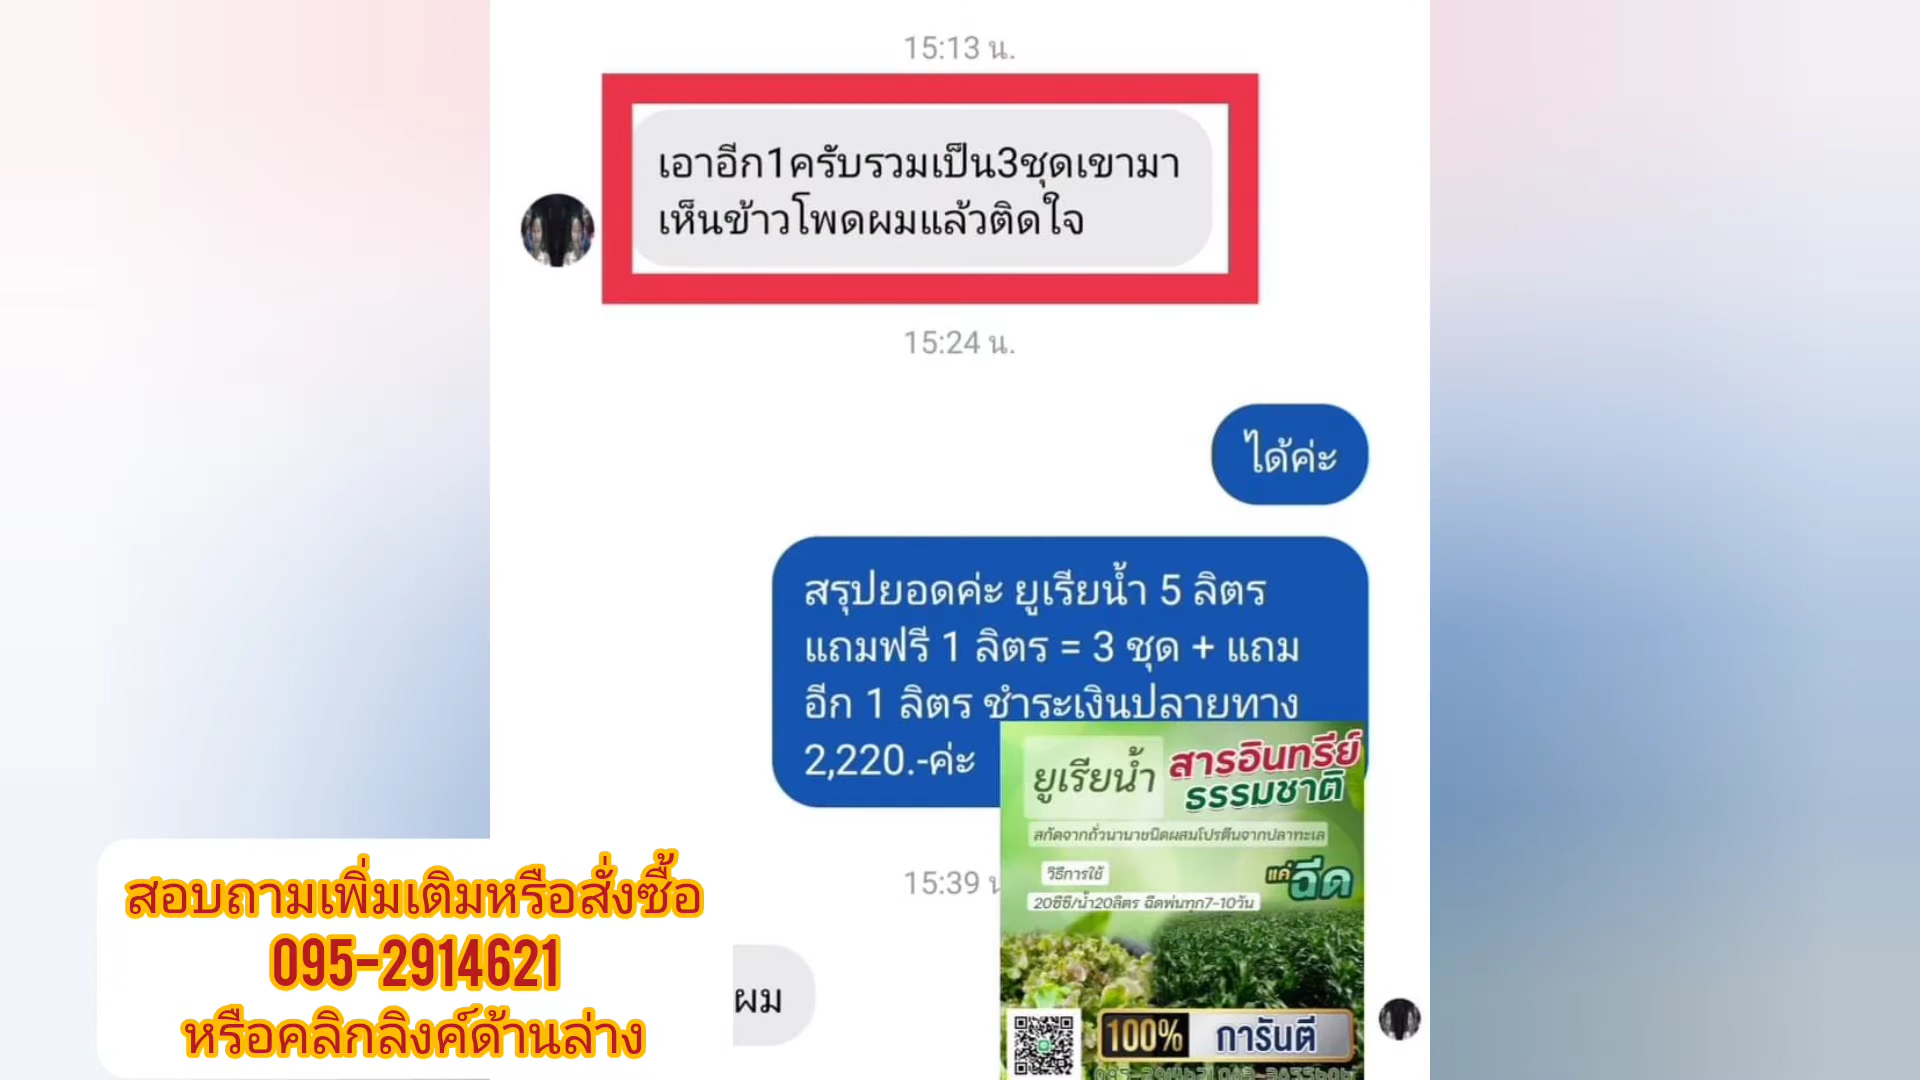 15:13 น.
เอาอีก1ครับรวมเป็น3ชุดเขามา
เห็นข้าวโพดผมแล้วติดใจ
15:24 น.
ได้ค่ะ
สรุปยอดค่ะ ยูเรียน้ำ 5 ลิตร
แถมฟรี 1 ลิตร = 3 ชุด + แถม
อีก 1 ลิตร ชำระเงินปลายทาง
2,220.-ค่ะ
ยูเรียน้ำ
สารอินทรีย์
ธรรมชาติ
สกัดจากถั่วนานาชนิดผสมโปรตีนจากปลาทะเล
วิธีการใช้
แค่ฉีด
20ซีซี/น้ำ20ลิตร ฉีดพ่นทุก7-10วัน
100% การันตี
15:39
ผม
สอบถามเพิ่มเติมหรือสั่งซื้อ
095-2914621
หรือคลิกลิงค์ด้านล่าง